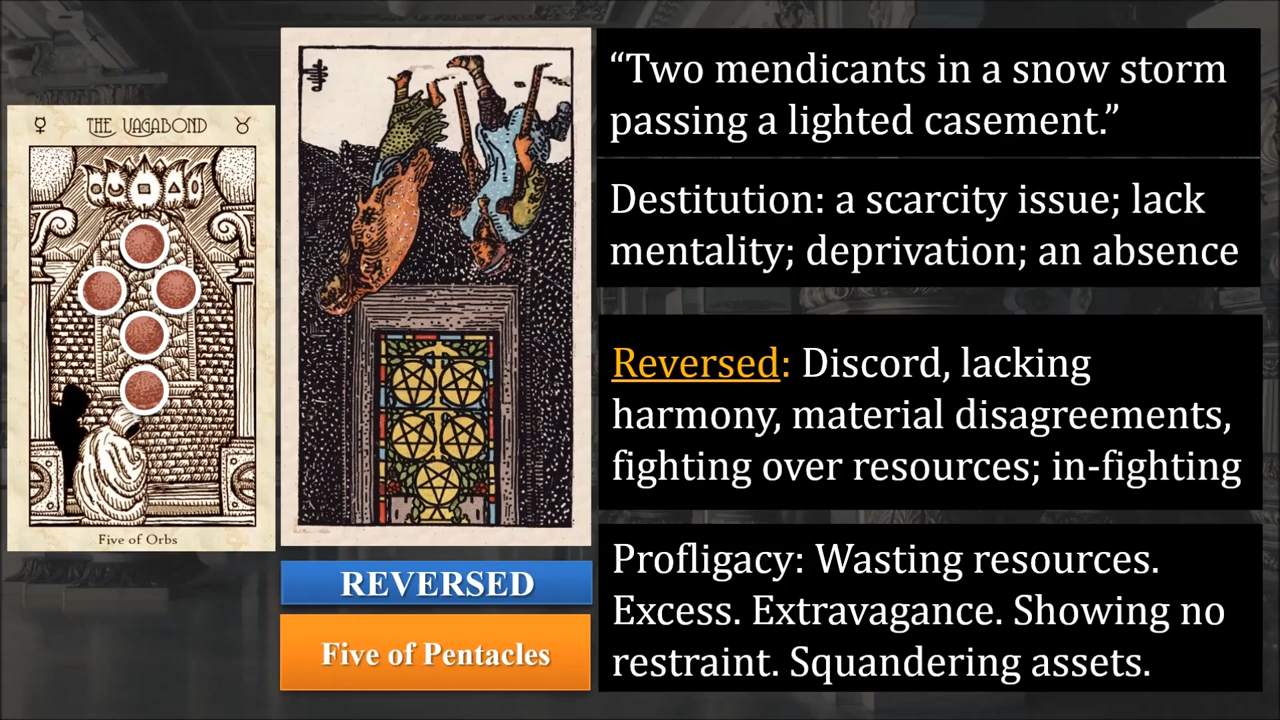 ☿ THE VAGABOND ♉
Five of Orbs
REVERSED
Five of Pentacles
“Two mendicants in a snow storm
passing a lighted casement.”
Destitution: a scarcity issue; lack
mentality; deprivation; an absence
Reversed: Discord, lacking
harmony, material disagreements,
fighting over resources; in-fighting
Profligacy: Wasting resources.
Excess. Extravagance. Showing no
restraint. Squandering assets.